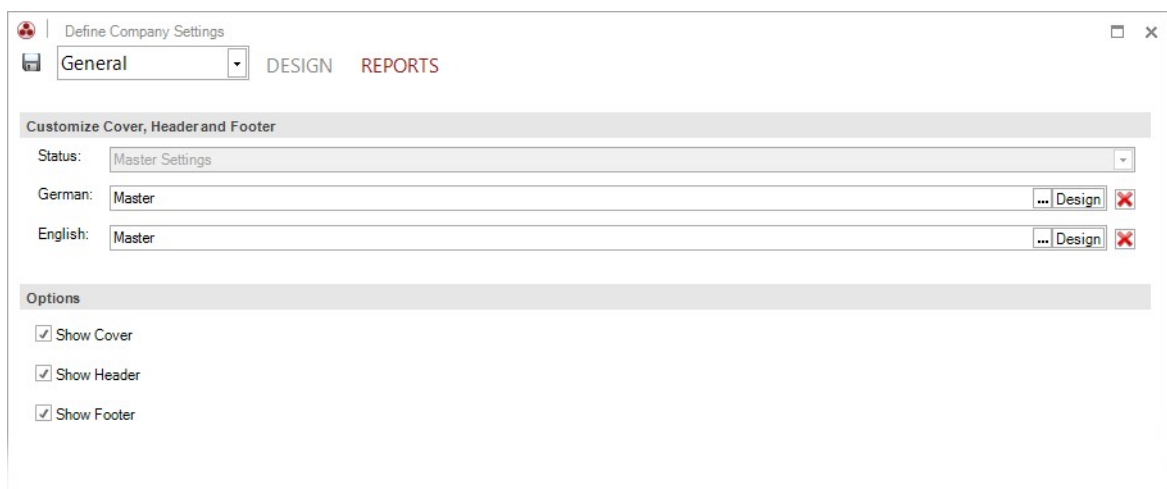 Define Company Settings
General DESIGN REPORTS
Customize Cover, Header and Footer
Status: Master Settings
German: Master ... Design
English: Master ... Design
Options
Show Cover
Show Header
Show Footer